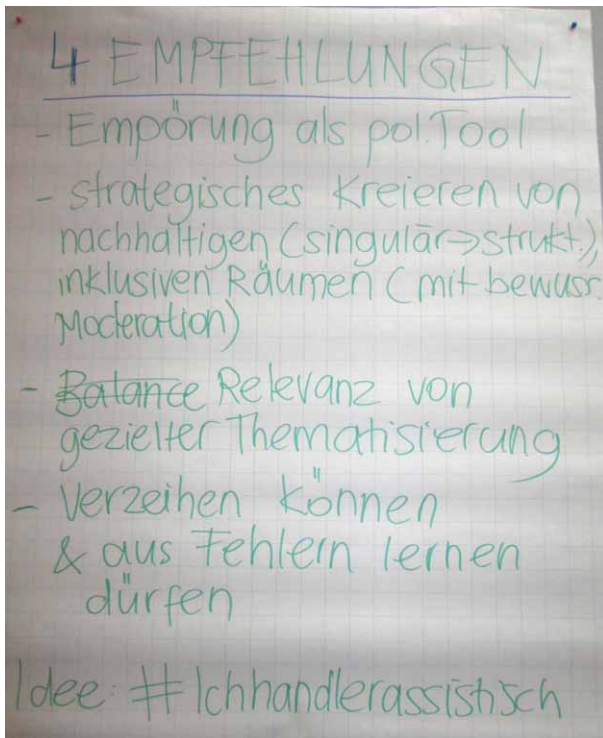 4 EMPFEHLUNGEN
- Empörung als pol. Tool
- strategisches Kreieren von
nachhaltigen (singulär→strukt.),
inklusiven Räumen (mit bewuss.
Moderation)
- Balance Relevanz von
gezielter Thematisierung
- Verzeihen können
& aus Fehlern lernen
dürfen
Idee: #Ichhandlerassistisch